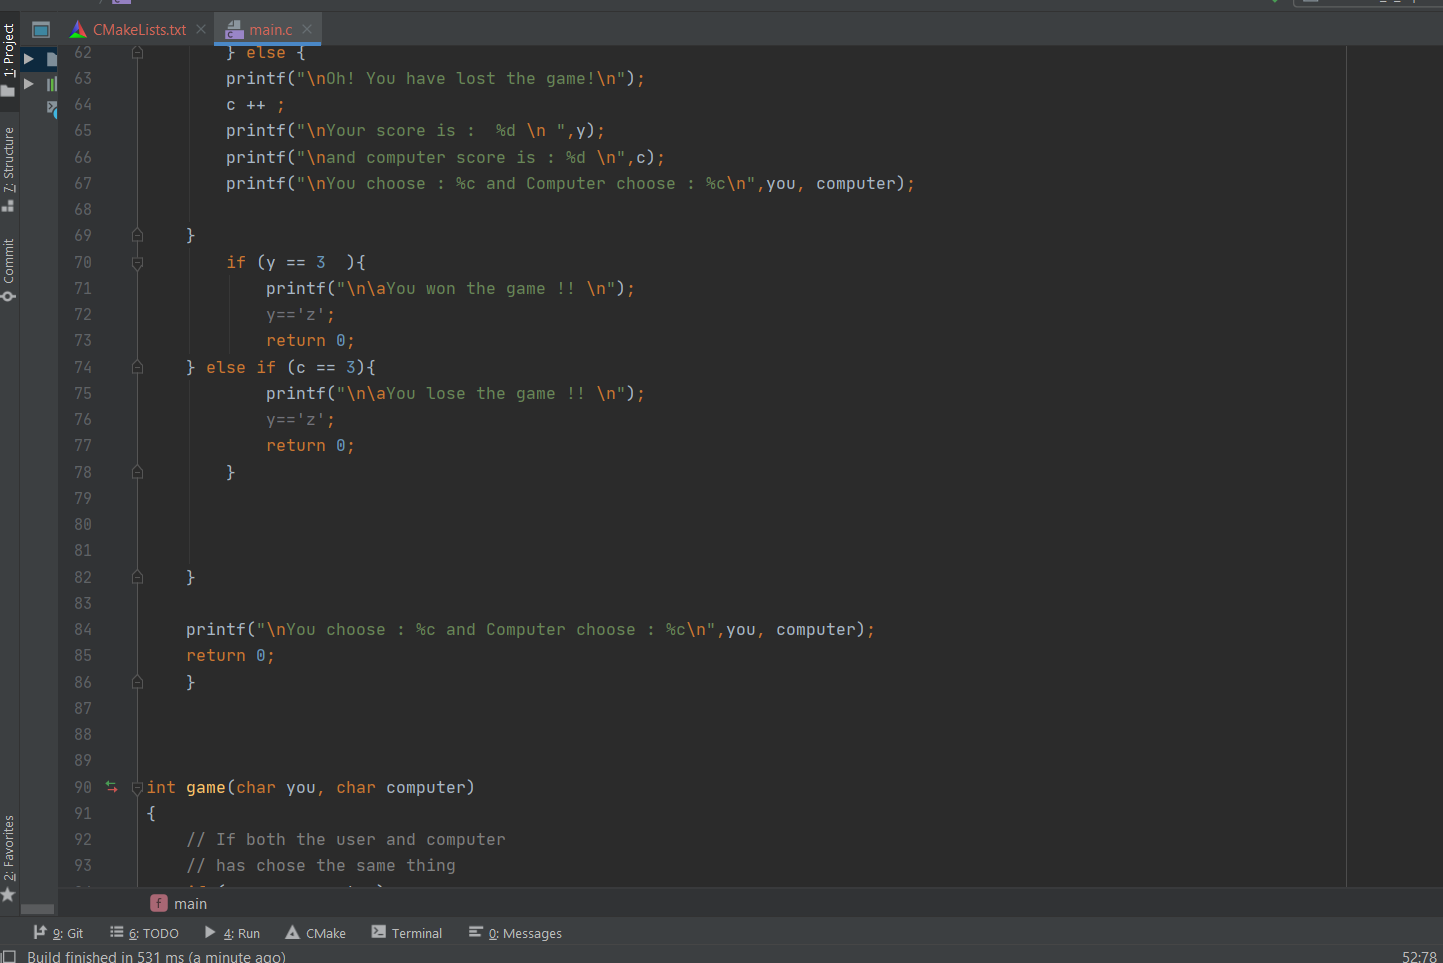 CMakeLists.txt
main.c
1: Project
7: Structure
Commit
2: Favorites
62 } else {
63 printf("\nOh! You have lost the game!\n");
64 c ++ ;
65 printf("\nYour score is :  %d \n ",y);
66 printf("\nand computer score is : %d \n",c);
67 printf("\nYou choose : %c and Computer choose : %c\n",you, computer);
68
69 }
70 if (y == 3  ){
71 printf("\n\aYou won the game !! \n");
72 y=='z';
73 return 0;
74 } else if (c == 3){
75 printf("\n\aYou lose the game !! \n");
76 y=='z';
77 return 0;
78 }
79
80
81
82 }
83
84 printf("\nYou choose : %c and Computer choose : %c\n",you, computer);
85 return 0;
86 }
87
88
89
90 int game(char you, char computer)
91 {
92 // If both the user and computer
93 // has chose the same thing
f main
9: Git 6: TODO 4: Run CMake Terminal 0: Messages
Build finished in 531 ms (a minute ago) 52:78